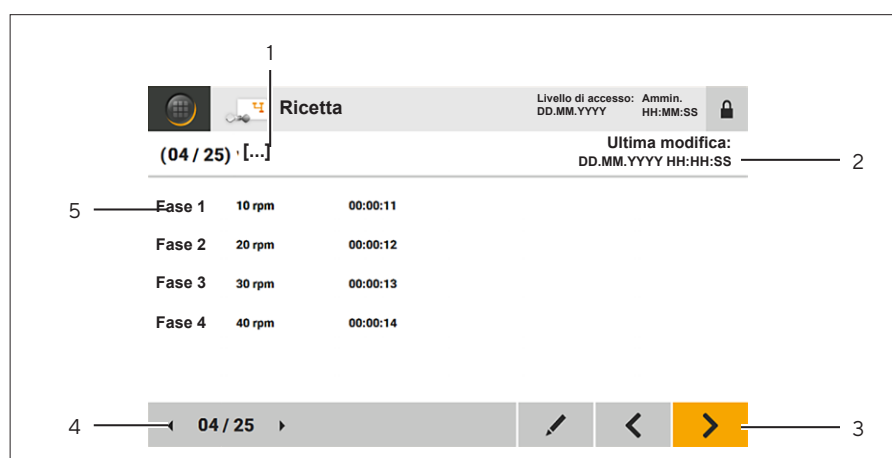 1
Ricetta
Livello di accesso: Ammin.
DD.MM.YYYY HH:MM:SS
(04 / 25) [...]
Ultima modifica:
DD.MM.YYYY HH:HH:SS
2
5
Fase 1 10 rpm 00:00:11
Fase 2 20 rpm 00:00:12
Fase 3 30 rpm 00:00:13
Fase 4 40 rpm 00:00:14
4
04 / 25
3